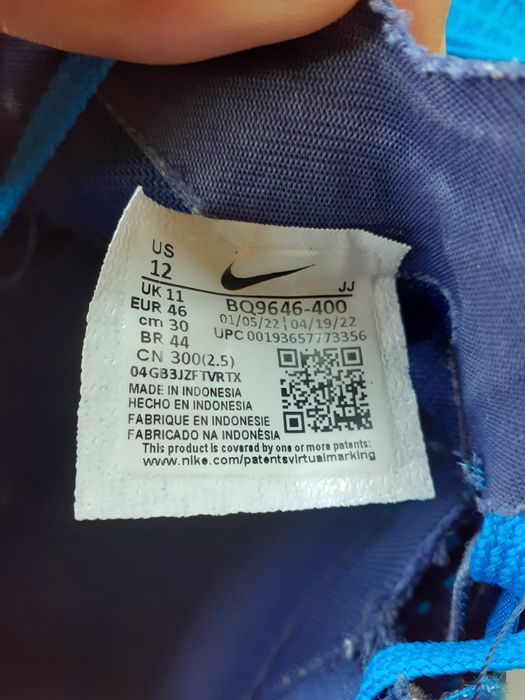 US
12
UK 11
EUR 46
cm 30
BR 44
CN 300(2.5)
04GB3JZFTVRTX
JJ
BQ9646-400
01/05/22 | 04/19/22
UPC 00193657773356
MADE IN INDONESIA
HECHO EN INDONESIA
FABRIQUE EN INDONESIE
FABRICADO NA INDONÉSIA
This product is covered by one or more patents:
www.nike.com/patentsvirtualmarking